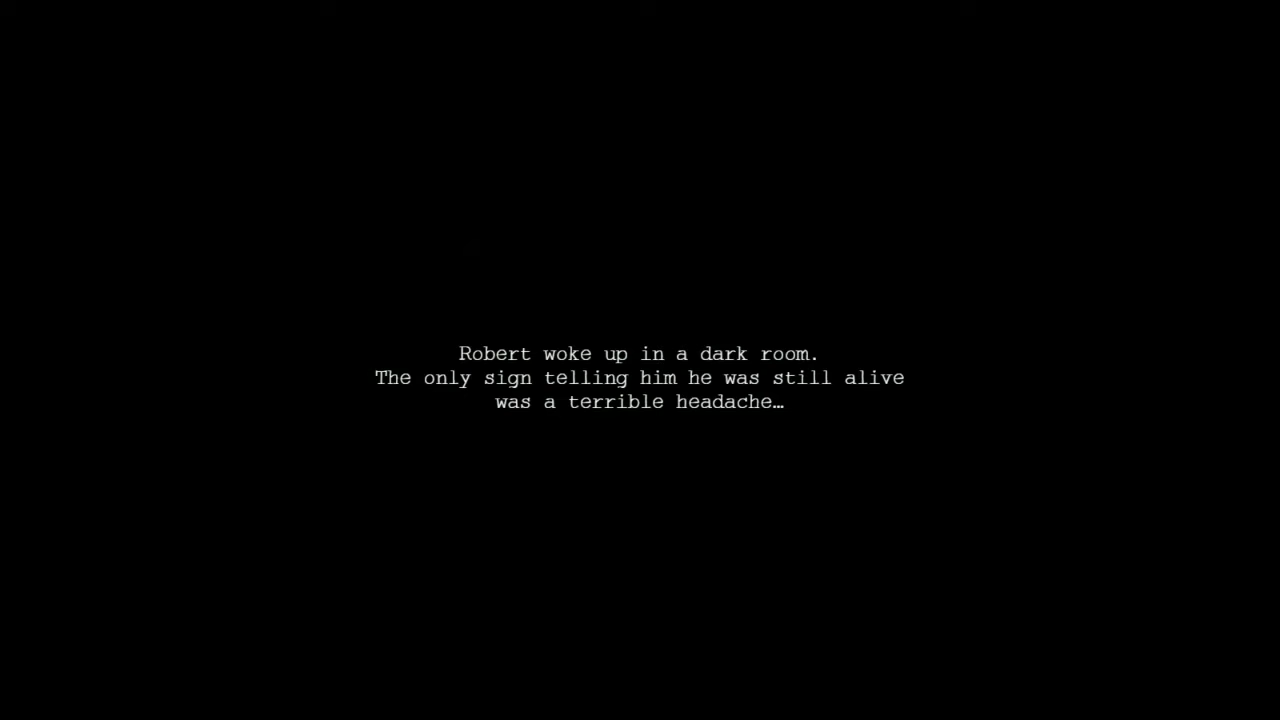 Robert woke up in a dark room.
The only sign telling him he was still alive
was a terrible headache…